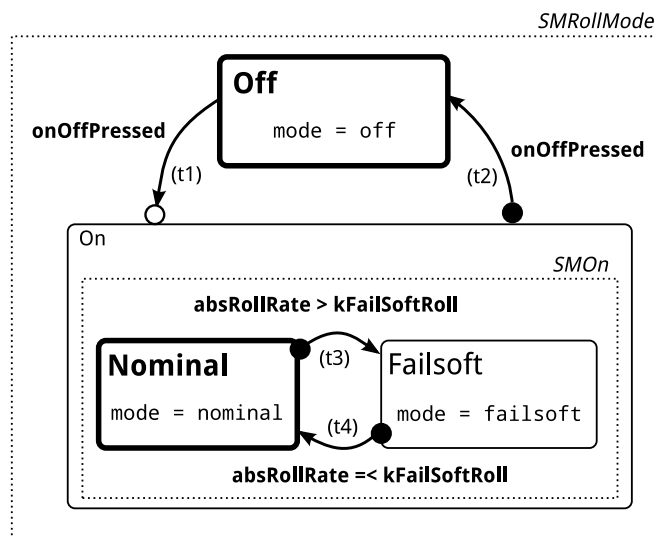 SMRollMode
Off
mode = off
onOffPressed
onOffPressed
(t1)
(t2)
On
SMOn
absRollRate > kFailSoftRoll
Nominal
(t3)
Failsoft
mode = nominal
(t4)
mode = failsoft
absRollRate =< kFailSoftRoll